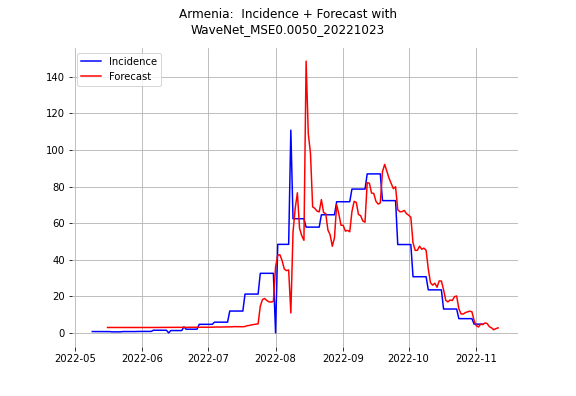 Armenia:  Incidence + Forecast with
WaveNet_MSE0.0050_20221023
Incidence
Forecast
140
120
100
80
60
40
20
0
2022-05 2022-06 2022-07 2022-08 2022-09 2022-10 2022-11